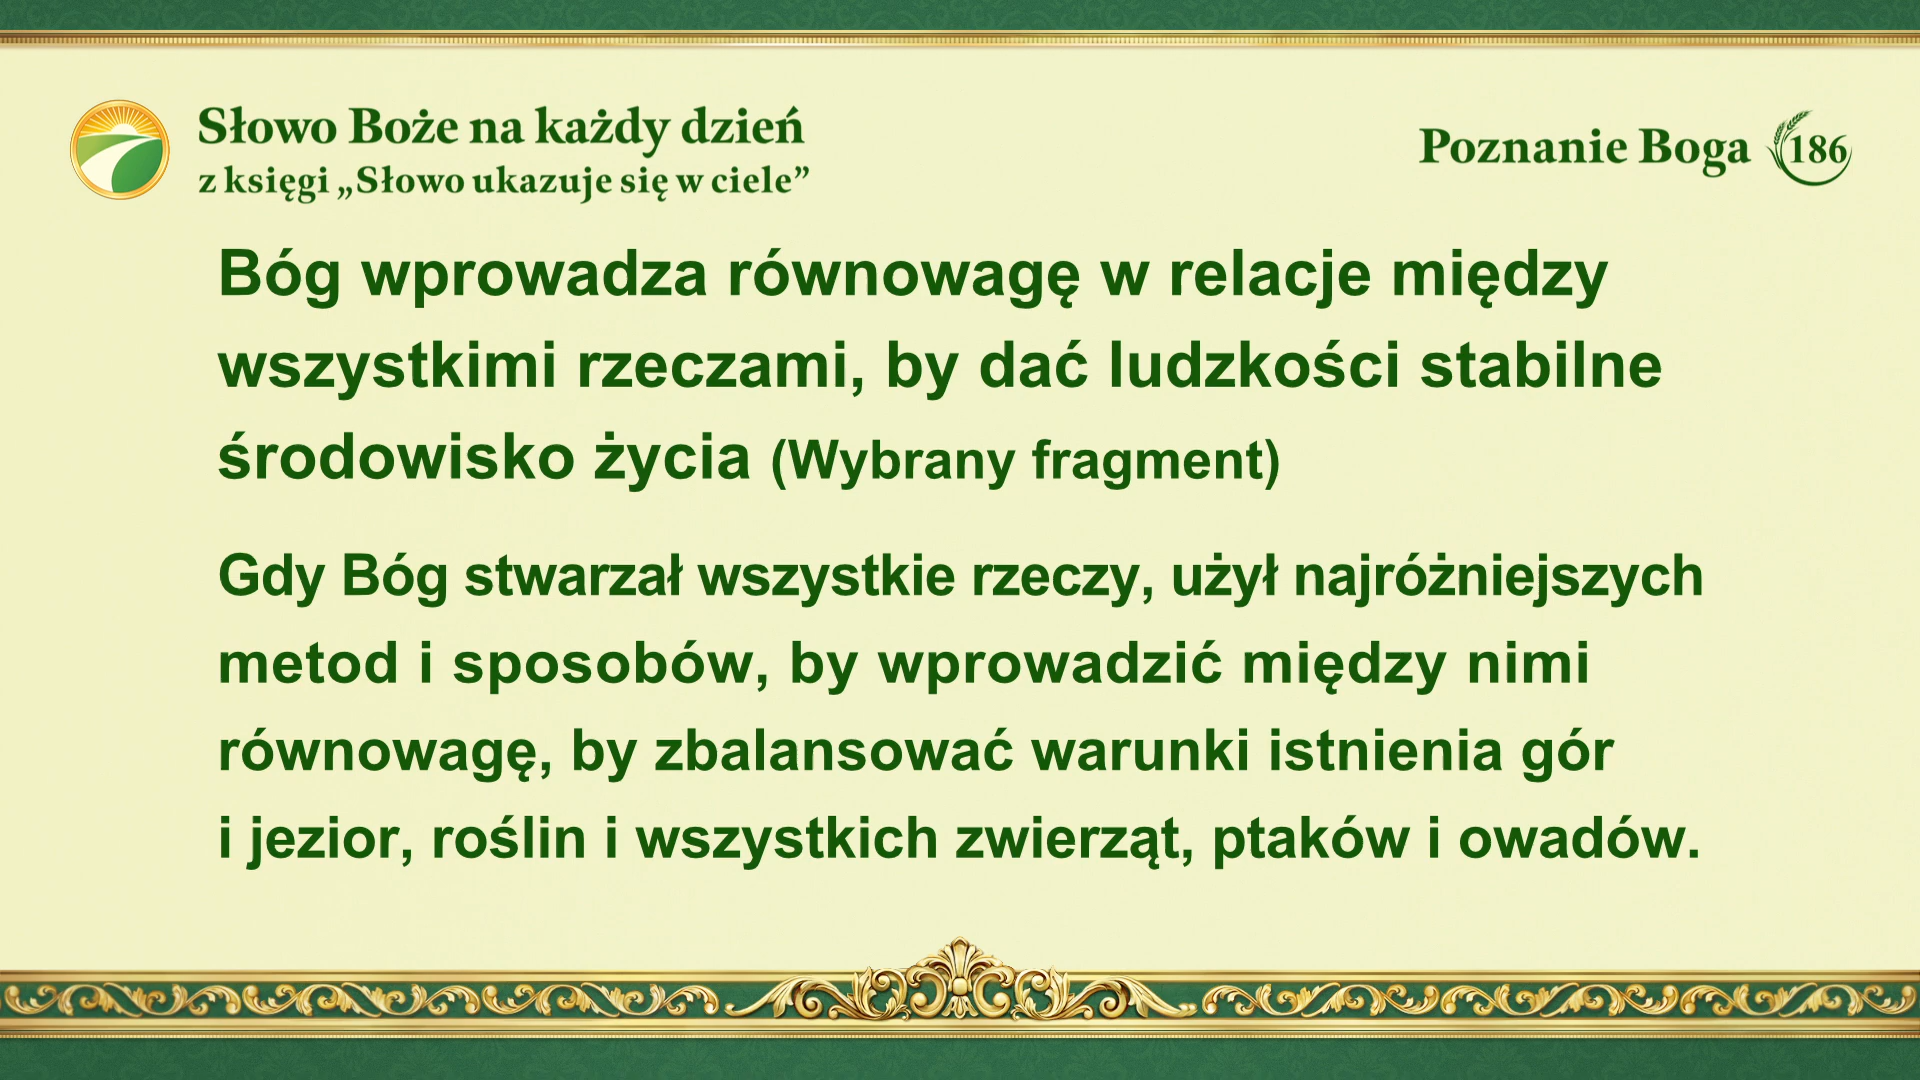 Słowo Boże na każdy dzień
z księgi „Słowo ukazuje się w ciele”
Poznanie Boga 186
Bóg wprowadza równowagę w relacje między
wszystkimi rzeczami, by dać ludzkości stabilne
środowisko życia (Wybrany fragment)
Gdy Bóg stwarzał wszystkie rzeczy, użył najróżniejszych
metod i sposobów, by wprowadzić między nimi
równowagę, by zbalansować warunki istnienia gór
i jezior, roślin i wszystkich zwierząt, ptaków i owadów.